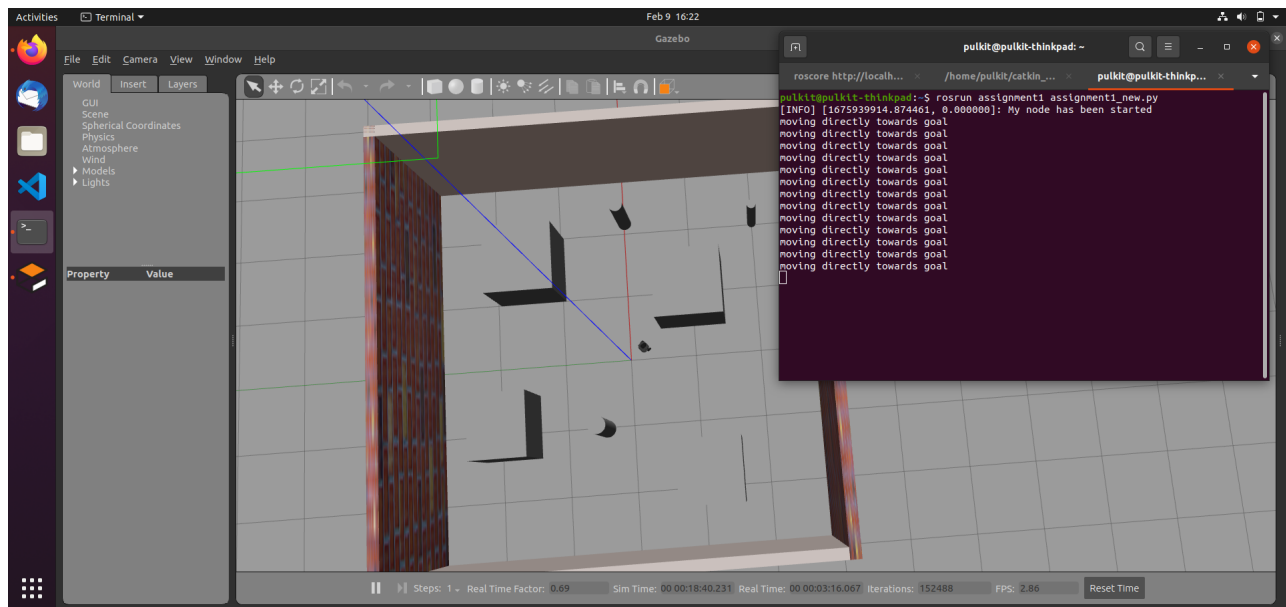 Activities Terminal Feb 9 16:22
Gazebo
File Edit Camera View Window Help
World Insert Layers
GUI
Scene
Spherical Coordinates
Physics
Atmosphere
Wind
Models
Lights
Property Value
pulkit@pulkit-thinkpad: ~
roscore http://localh... /home/pulkit/catkin_... pulkit@pulkit-thinkp...
pulkit@pulkit-thinkpad:~$ rosrun assignment1 assignment1_new.py
[INFO] [1675939914.874461, 0.000000]: My node has been started
moving directly towards goal
moving directly towards goal
moving directly towards goal
moving directly towards goal
moving directly towards goal
moving directly towards goal
moving directly towards goal
moving directly towards goal
moving directly towards goal
moving directly towards goal
moving directly towards goal
moving directly towards goal
moving directly towards goal
Steps: 1 Real Time Factor: 0.69 Sim Time: 00 00:18:40.231 Real Time: 00 00:03:16.067 Iterations: 152488 FPS: 2.86 Reset Time